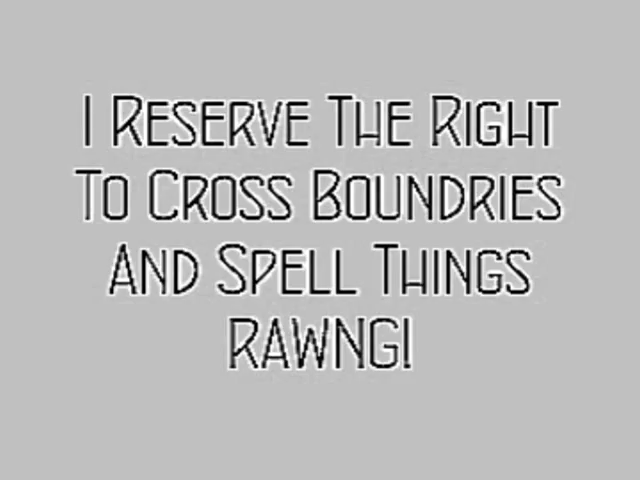 I Reserve The Right
To Cross Boundries
And Spell Things
RAWNG!